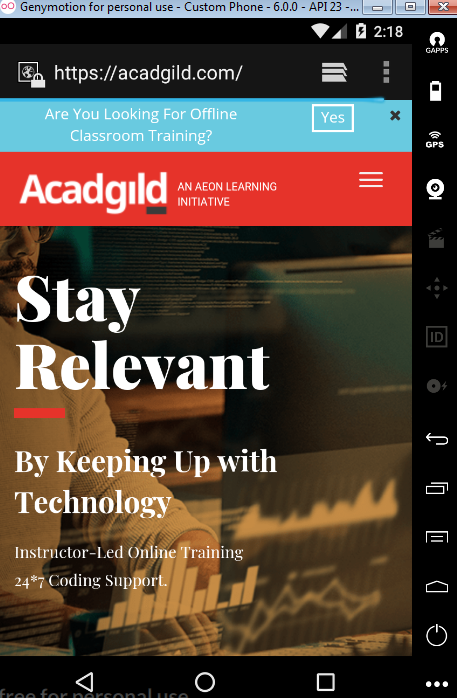 Genymotion for personal use - Custom Phone - 6.0.0 - API 23 - ...
2:18
https://acadgild.com/
GAPPS
Are You Looking For Offline
Classroom Training?
Yes
GPS
Acadgild
AN AEON LEARNING
INITIATIVE
ID
Stay
Relevant
By Keeping Up with
Technology
Instructor-Led Online Training
24*7 Coding Support.
free for personal use